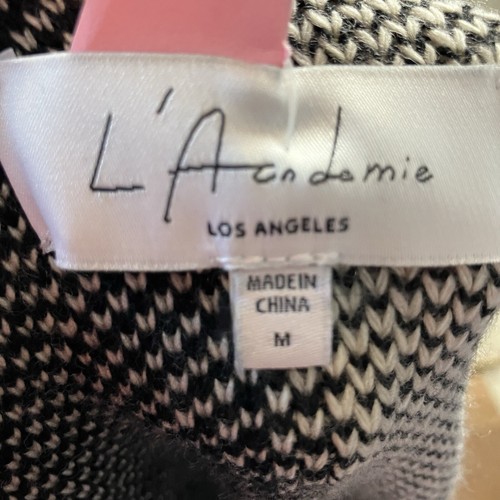 L'Academie
LOS ANGELES
MADE IN
CHINA
M